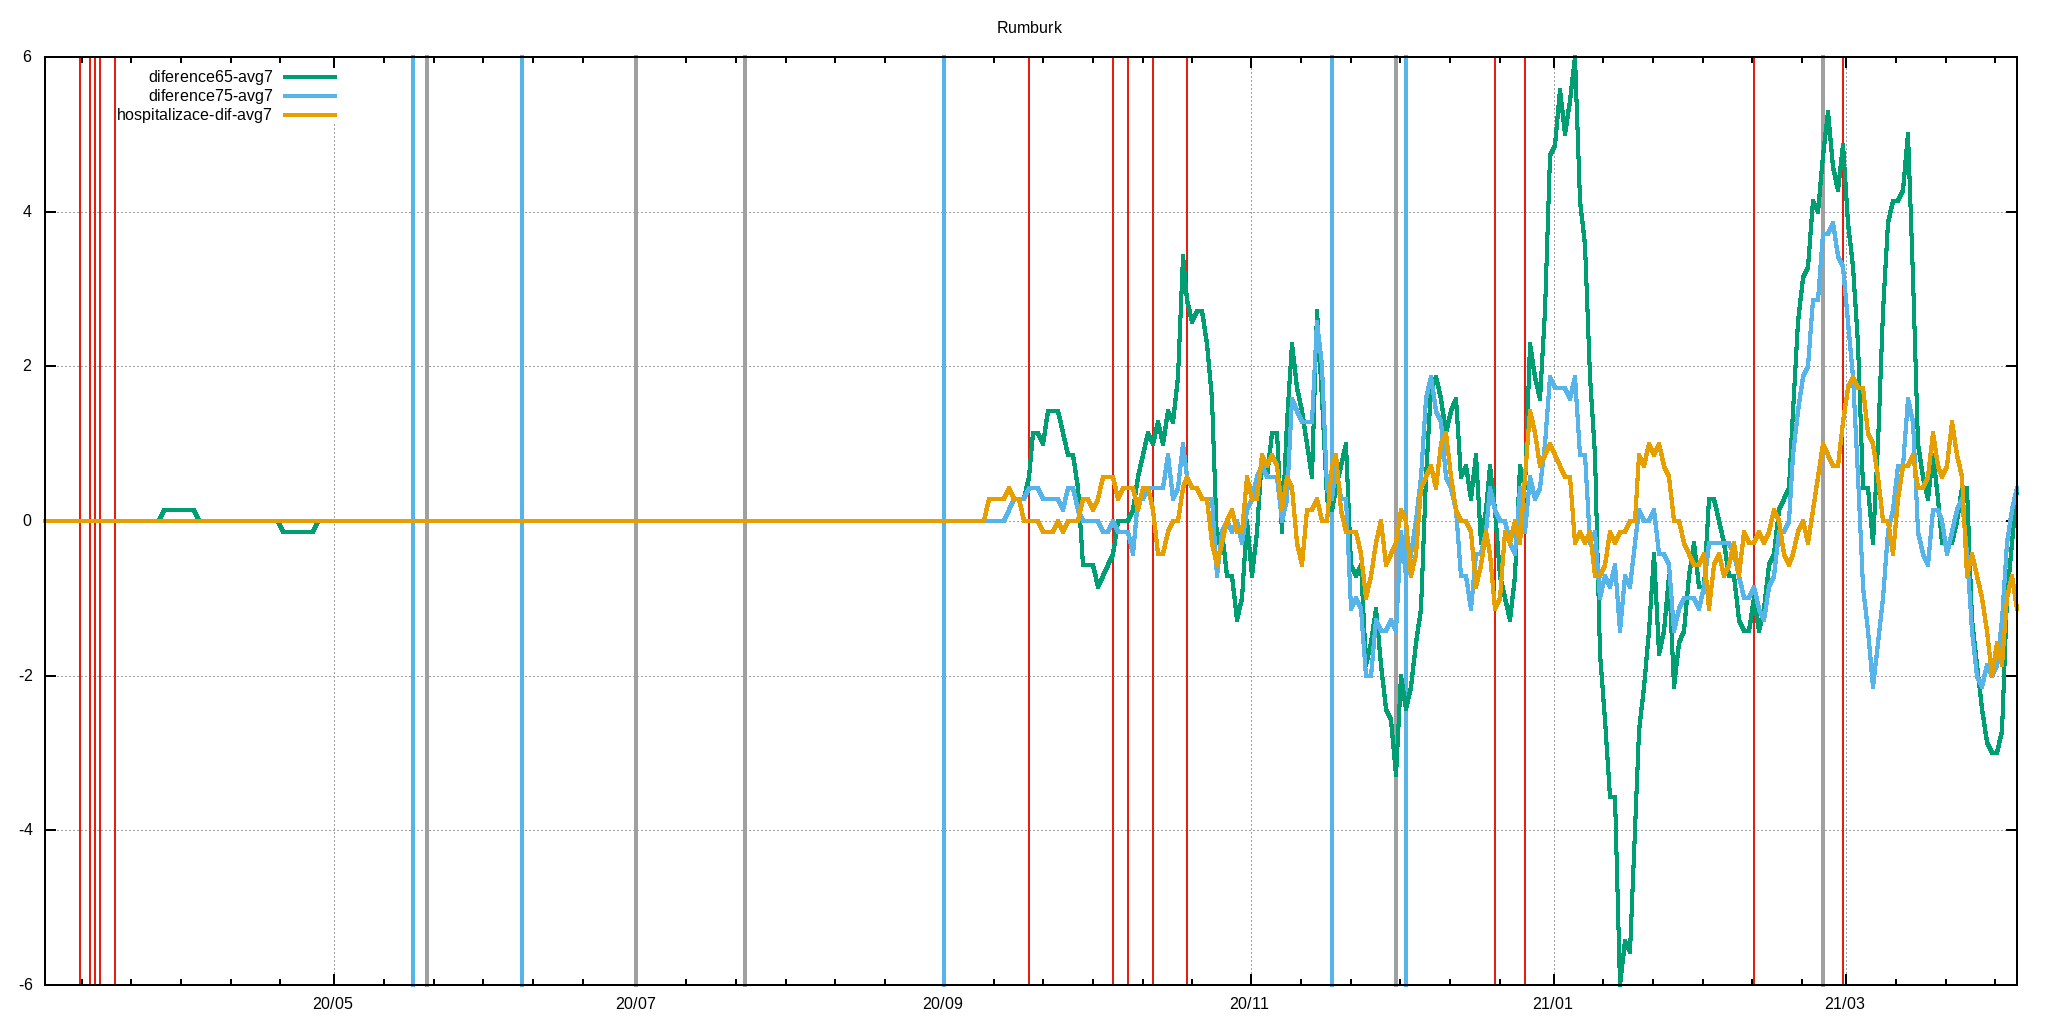 Rumburk
6
diference65-avg7
diference75-avg7
hospitalizace-dif-avg7
4
2
0
-2
-4
-6
20/05 20/07 20/09 20/11 21/01 21/03